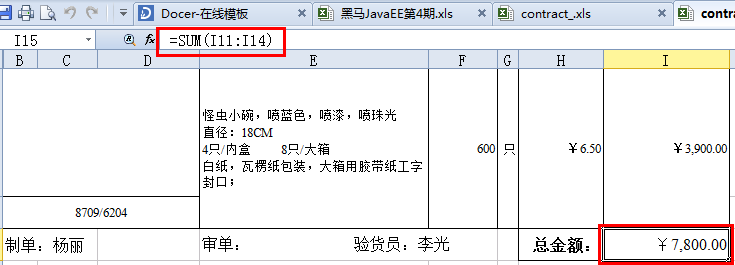 Docer-在线模板
黑马JavaEE第4期.xls
contract_.xls
contr
I15
fx
=SUM(I11:I14)
B
C
D
E
F
G
H
I
怪虫小碗，喷蓝色，喷漆，喷珠光
直径：18CM
4只/内盒 8只/大箱
白纸，瓦楞纸包装，大箱用胶带纸工字
封口；
600
只
￥6.50
￥3,900.00
8709/6204
制单：杨丽
审单：
验货员：李光
总金额：
￥7,800.00